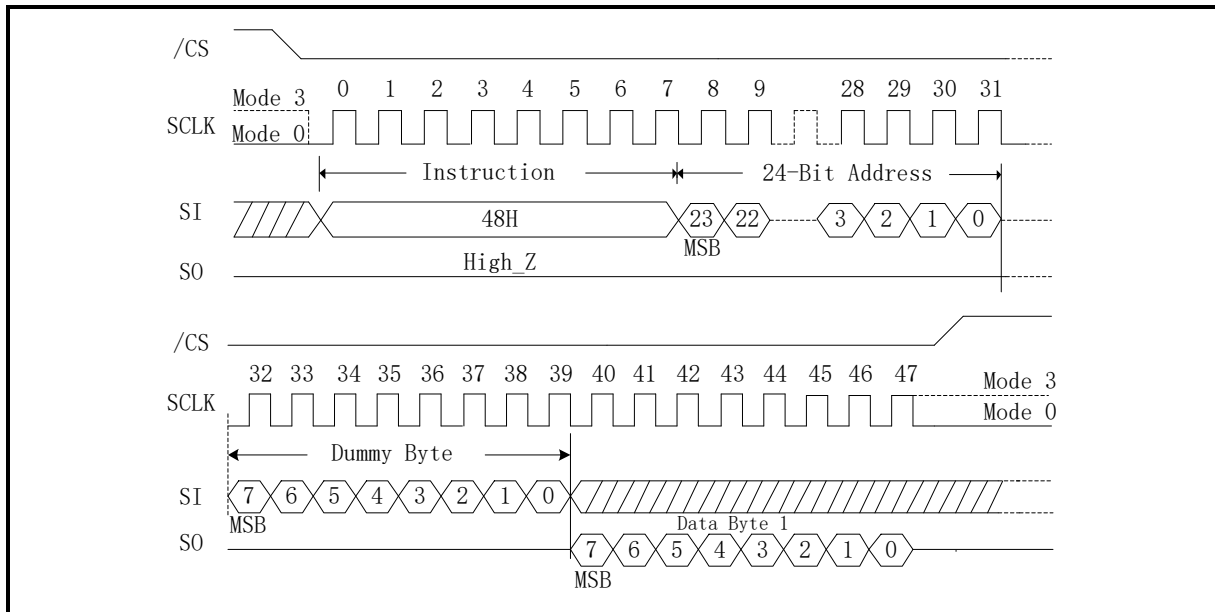 /CS
0 1 2 3 4 5 6 7 8 9 28 29 30 31
Mode 3
SCLK
Mode 0
Instruction 24-Bit Address
SI 48H 23 22 3 2 1 0
MSB
High_Z
SO
/CS
32 33 34 35 36 37 38 39 40 41 42 43 44 45 46 47
Mode 3
SCLK
Mode 0
Dummy Byte
SI 7 6 5 4 3 2 1 0
MSB
Data Byte 1
SO 7 6 5 4 3 2 1 0
MSB